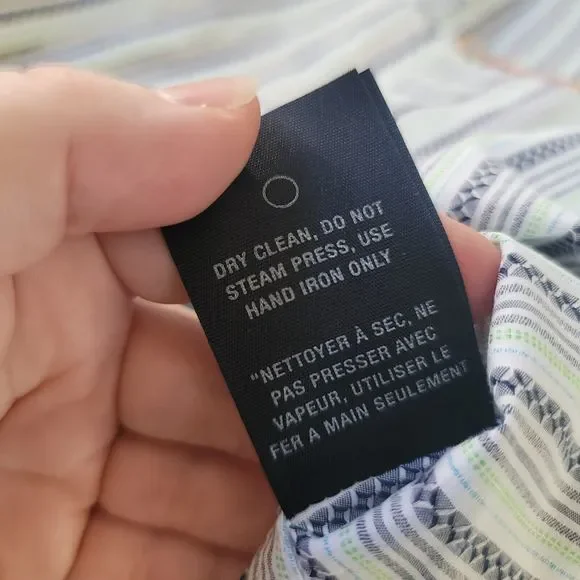 DRY CLEAN, DO NOT
STEAM PRESS, USE
HAND IRON ONLY
"NETTOYER À SEC, NE
PAS PRESSER AVEC
VAPEUR, UTILISER LE
FER A MAIN SEULEMENT